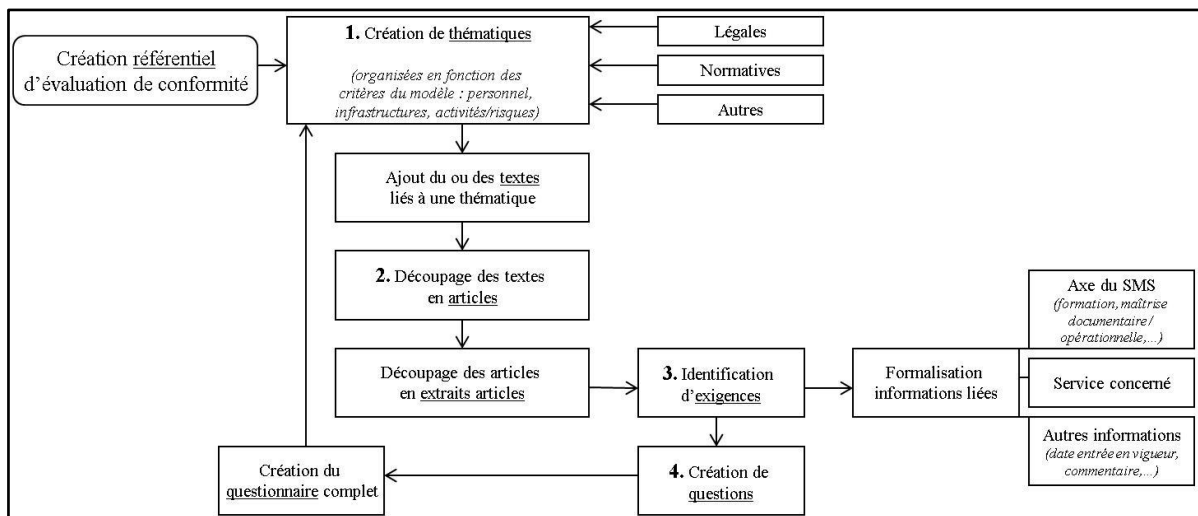 Création référentiel
d'évaluation de conformité
1. Création de thématiques
(organisées en fonction des
critères du modèle : personnel,
infrastructures, activités/risques)
Légales
Normatives
Autres
Ajout du ou des textes
liés à une thématique
2. Découpage des textes
en articles
Découpage des articles
en extraits articles
3. Identification
d'exigences
Formalisation
informations liées
Axe du SMS
(formation, maîtrise
documentaire /
opérationnelle,...)
Service concerné
Autres informations
(date entrée en vigueur,
commentaire,...)
4. Création de
questions
Création du
questionnaire complet